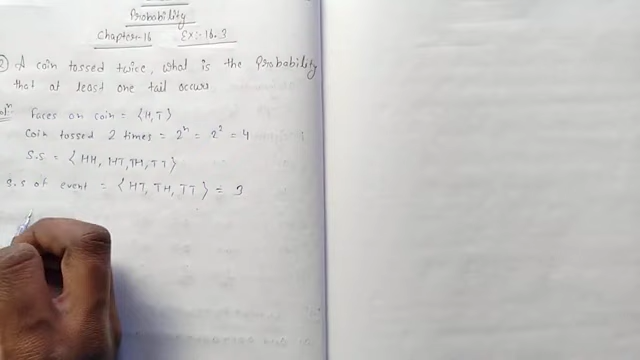 Probability
Chapter-16 Ex:- 16.3
2) A coin tossed twice, what is the Probability
that at least one tail occurs
Solⁿ Faces on coin = {H, T}
Coin tossed 2 times = 2ⁿ = 2² = 4
S.S = {HH, HT, TH, TT}
S.S of event = {HT, TH, TT} = 3